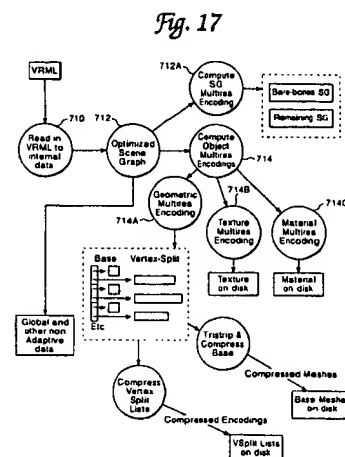 Fig. 17
VRML
712A
Compute
SG
Multires
Encoding
Bare-bones SG
Remaining SG
710
712
Read in
VRML to
internal
data
Optimized
Scene
Graph
Compute
Object
Multires
Encodings
714
Geometric
Multires
Encoding
714A
714B
Texture
Multires
Encoding
714C
Material
Multires
Encoding
Texture
on disk
Material
on disk
Base
Vertex-Split
Etc
Global and
other non
Adaptive
data
Tristrip &
Compress
Base
Compressed Meshes
Compress
Vertex
Split
Lists
Base Meshes
on disk
Compressed Encodings
VSplit Lists
on disk